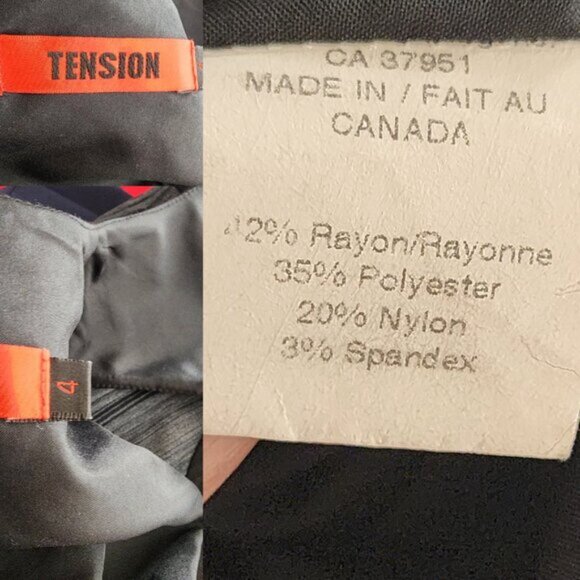 TENSION
4
CA 37951
MADE IN / FAIT AU
CANADA
42% Rayon/Rayonne
35% Polyester
20% Nylon
3% Spandex